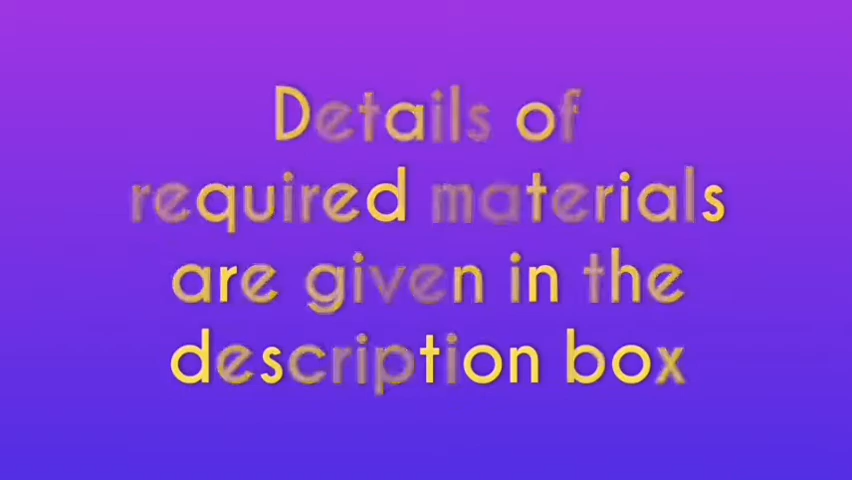 Details of
required materials
are given in the
description box